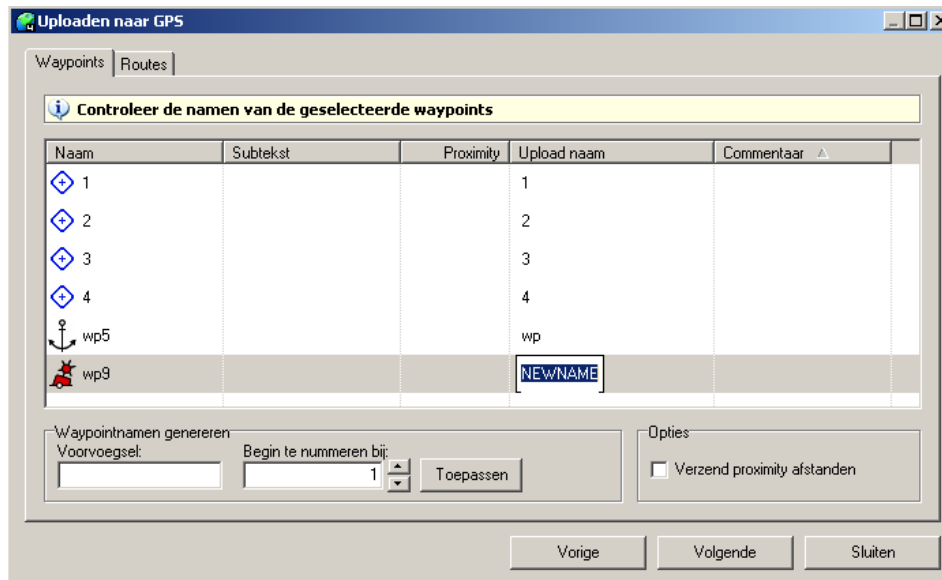 Uploaden naar GPS
Waypoints Routes
Controleer de namen van de geselecteerde waypoints
Naam Subtekst Proximity Upload naam Commentaar
1 1
2 2
3 3
4 4
wp5 wp
wp9 NEWNAME
Waypointnamen genereren Opties
Voorvoegsel: Begin te nummeren bij:
1 Toepassen Verzend proximity afstanden
Vorige Volgende Sluiten